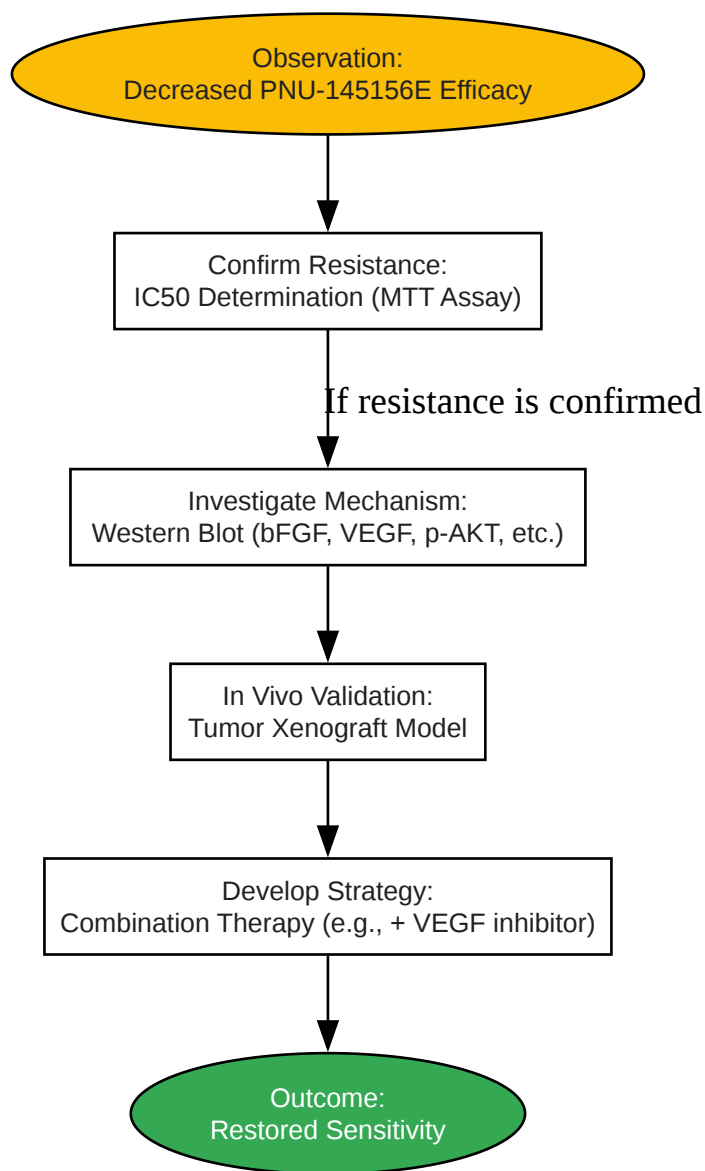 Observation:
Decreased PNU-145156E Efficacy
Confirm Resistance:
IC50 Determination (MTT Assay)
If resistance is confirmed
Investigate Mechanism:
Western Blot (bFGF, VEGF, p-AKT, etc.)
In Vivo Validation:
Tumor Xenograft Model
Develop Strategy:
Combination Therapy (e.g., + VEGF inhibitor)
Outcome:
Restored Sensitivity